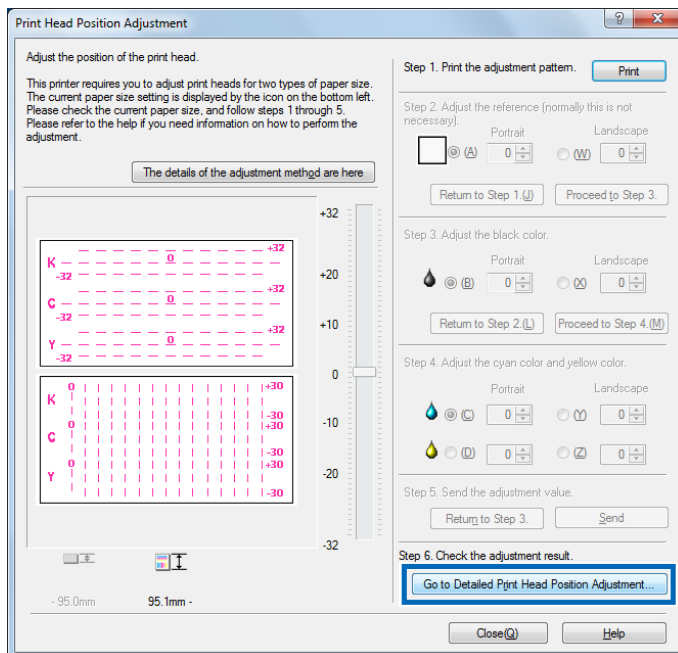 Print Head Position Adjustment
Adjust the position of the print head.
This printer requires you to adjust print heads for two types of paper size.
The current paper size setting is displayed by the icon on the bottom left.
Please check the current paper size, and follow steps 1 through 5.
Please refer to the help if you need information on how to perform the
adjustment.
The details of the adjustment method are here
+32
+20
+10
0
-10
-20
-32
K 0 +32
-32
C 0 +32
-32
Y 0 +32
-32
K 0 +30
-30
C 0 +30
-30
Y 0 +30
-30
- 95.0mm
95.1mm -
Step 1. Print the adjustment pattern.
Print
Step 2. Adjust the reference (normally this is not
necessary).
Portrait Landscape
(A) 0 (W) 0
Return to Step 1.(J) Proceed to Step 3.
Step 3. Adjust the black color.
Portrait Landscape
(B) 0 (X) 0
Return to Step 2.(L) Proceed to Step 4.(M)
Step 4. Adjust the cyan color and yellow color.
Portrait Landscape
(C) 0 (Y) 0
(D) 0 (Z) 0
Step 5. Send the adjustment value.
Return to Step 3. Send
Step 6. Check the adjustment result.
Go to Detailed Print Head Position Adjustment...
Close(Q) Help